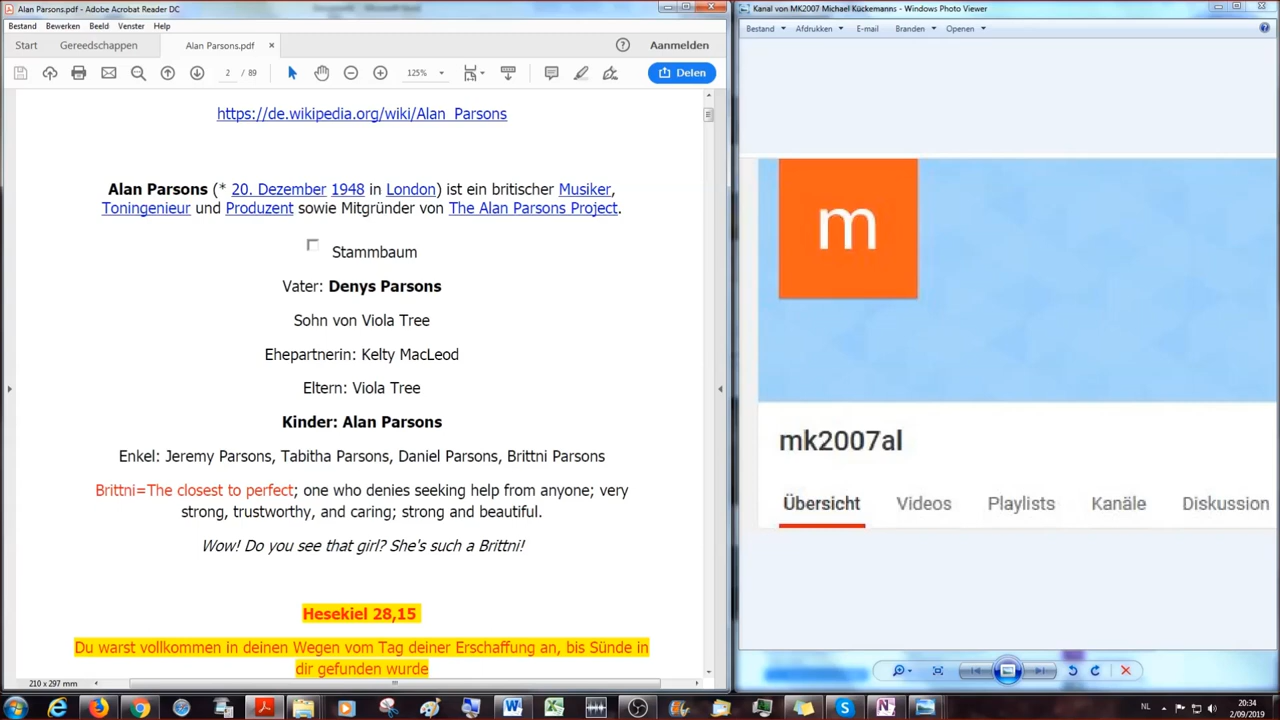 Alan Parsons.pdf - Adobe Acrobat Reader DC
Bestand Bewerken Beeld Venster Help
Start Gereedschappen Alan Parsons.pdf × Aanmelden
2 / 89 125% Delen
https://de.wikipedia.org/wiki/Alan_Parsons
Alan Parsons (* 20. Dezember 1948 in London) ist ein britischer Musiker,
Toningenieur und Produzent sowie Mitgründer von The Alan Parsons Project.
Stammbaum
Vater: Denys Parsons
Sohn von Viola Tree
Ehepartnerin: Kelty MacLeod
Eltern: Viola Tree
Kinder: Alan Parsons
Enkel: Jeremy Parsons, Tabitha Parsons, Daniel Parsons, Brittni Parsons
Brittni=The closest to perfect; one who denies seeking help from anyone; very
strong, trustworthy, and caring; strong and beautiful.
Wow! Do you see that girl? She's such a Brittni!
Hesekiel 28,15
Du warst vollkommen in deinen Wegen vom Tag deiner Erschaffung an, bis Sünde in
dir gefunden wurde
210 x 297 mm
Kanal von MK2007 Michael Kückemanns - Windows Photo Viewer
Bestand Afdrukken E-mail Branden Openen
m
mk2007al
Übersicht Videos Playlists Kanäle Diskussion
NL 20:34
2/09/2019